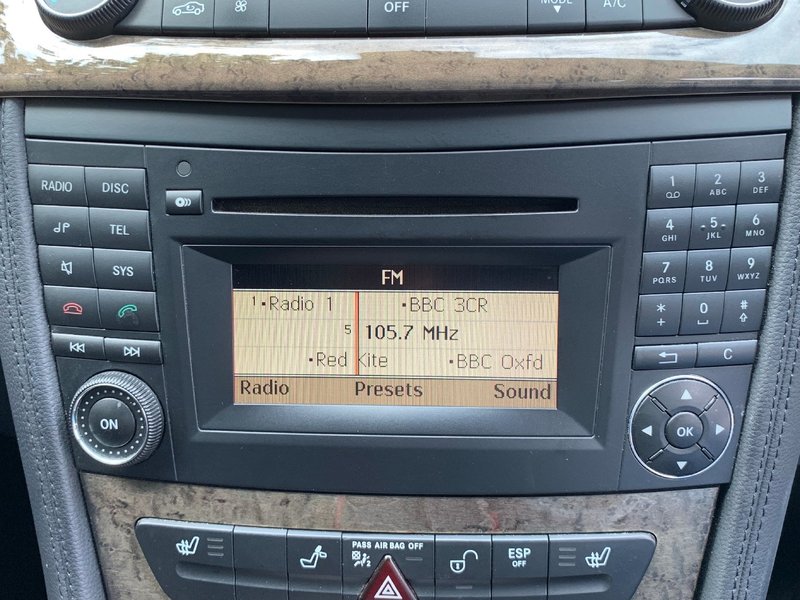 OFF MODE A/C
RADIO DISC
TEL
SYS
ON
FM
1 •Radio 1 •BBC 3CR
5 105.7 MHz
•Red Kite •BBC Oxfd
Radio Presets Sound
1 2 ABC 3 DEF
4 GHI 5 JKL 6 MNO
7 PQRS 8 TUV 9 WXYZ
* + 0 #
C
OK
PASS AIR BAG OFF
2
ESP OFF